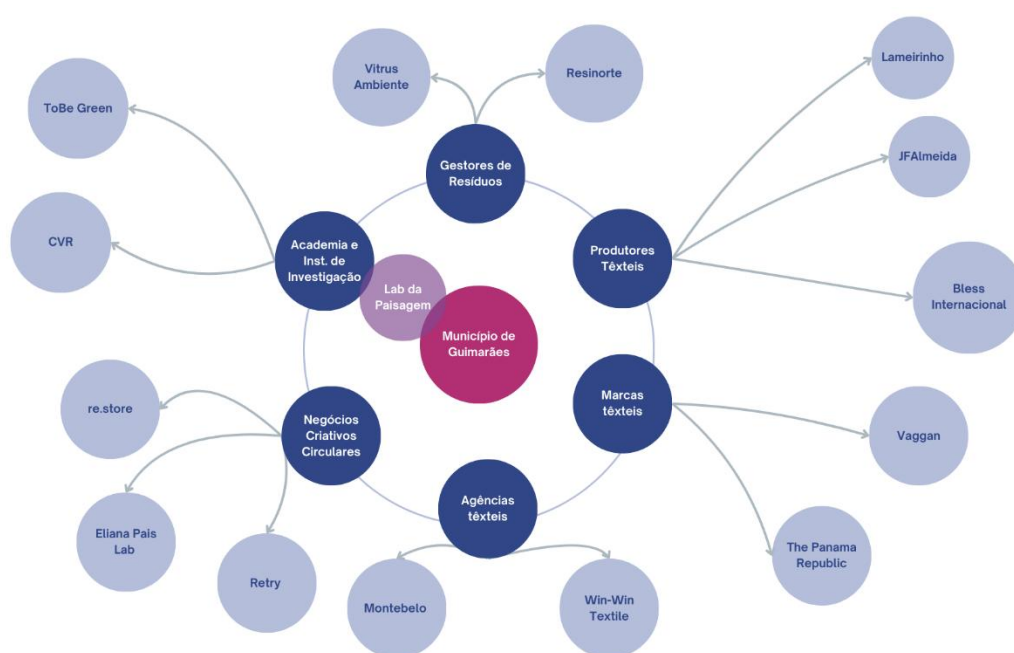 Vitrus
Ambiente
Resinorte
Lameirinho
ToBe Green
JFAlmeida
Gestores de
Resíduos
CVR
Academia e
Inst. de
Investigação
Produtores
Têxteis
Lab da
Paisagem
Bless
Internacional
Município de
Guimarães
re.store
Negócios
Criativos
Circulares
Marcas
têxteis
Vaggan
Agências
têxteis
Eliana Pais
Lab
Retry
The Panama
Republic
Montebelo
Win-Win
Textile